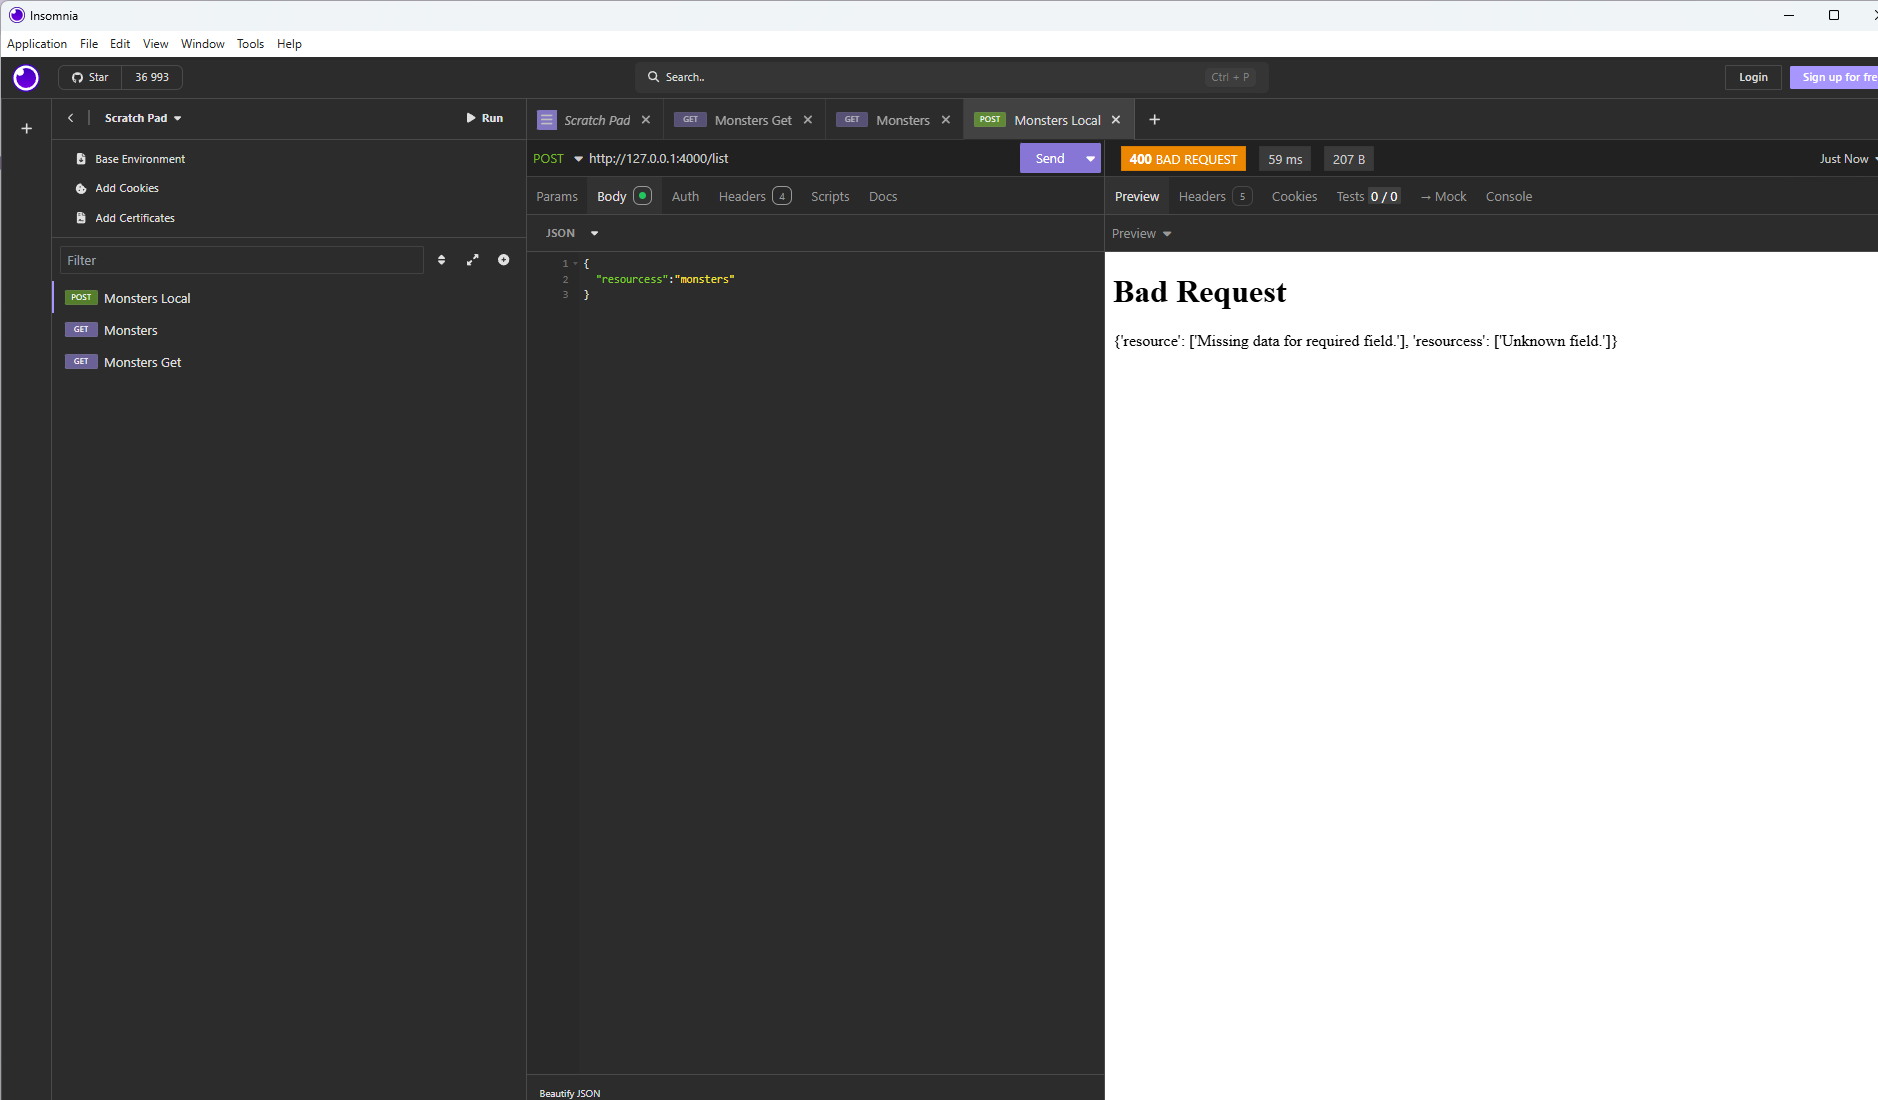 Insomnia
Application File Edit View Window Tools Help
Star 36 993 Search.. Ctrl + P Login Sign up for fre
Scratch Pad Run
Base Environment
Add Cookies
Add Certificates
Filter
POST Monsters Local
GET Monsters
GET Monsters Get
Scratch Pad GET Monsters Get GET Monsters POST Monsters Local
POST http://127.0.0.1:4000/list Send
Params Body Auth Headers 4 Scripts Docs
JSON
1 {
2 "resourcess":"monsters"
3 }
Beautify JSON
400 BAD REQUEST 59 ms 207 B Just Now
Preview Headers 5 Cookies Tests 0 / 0 → Mock Console
Preview
Bad Request
{'resource': ['Missing data for required field.'], 'resourcess': ['Unknown field.']}